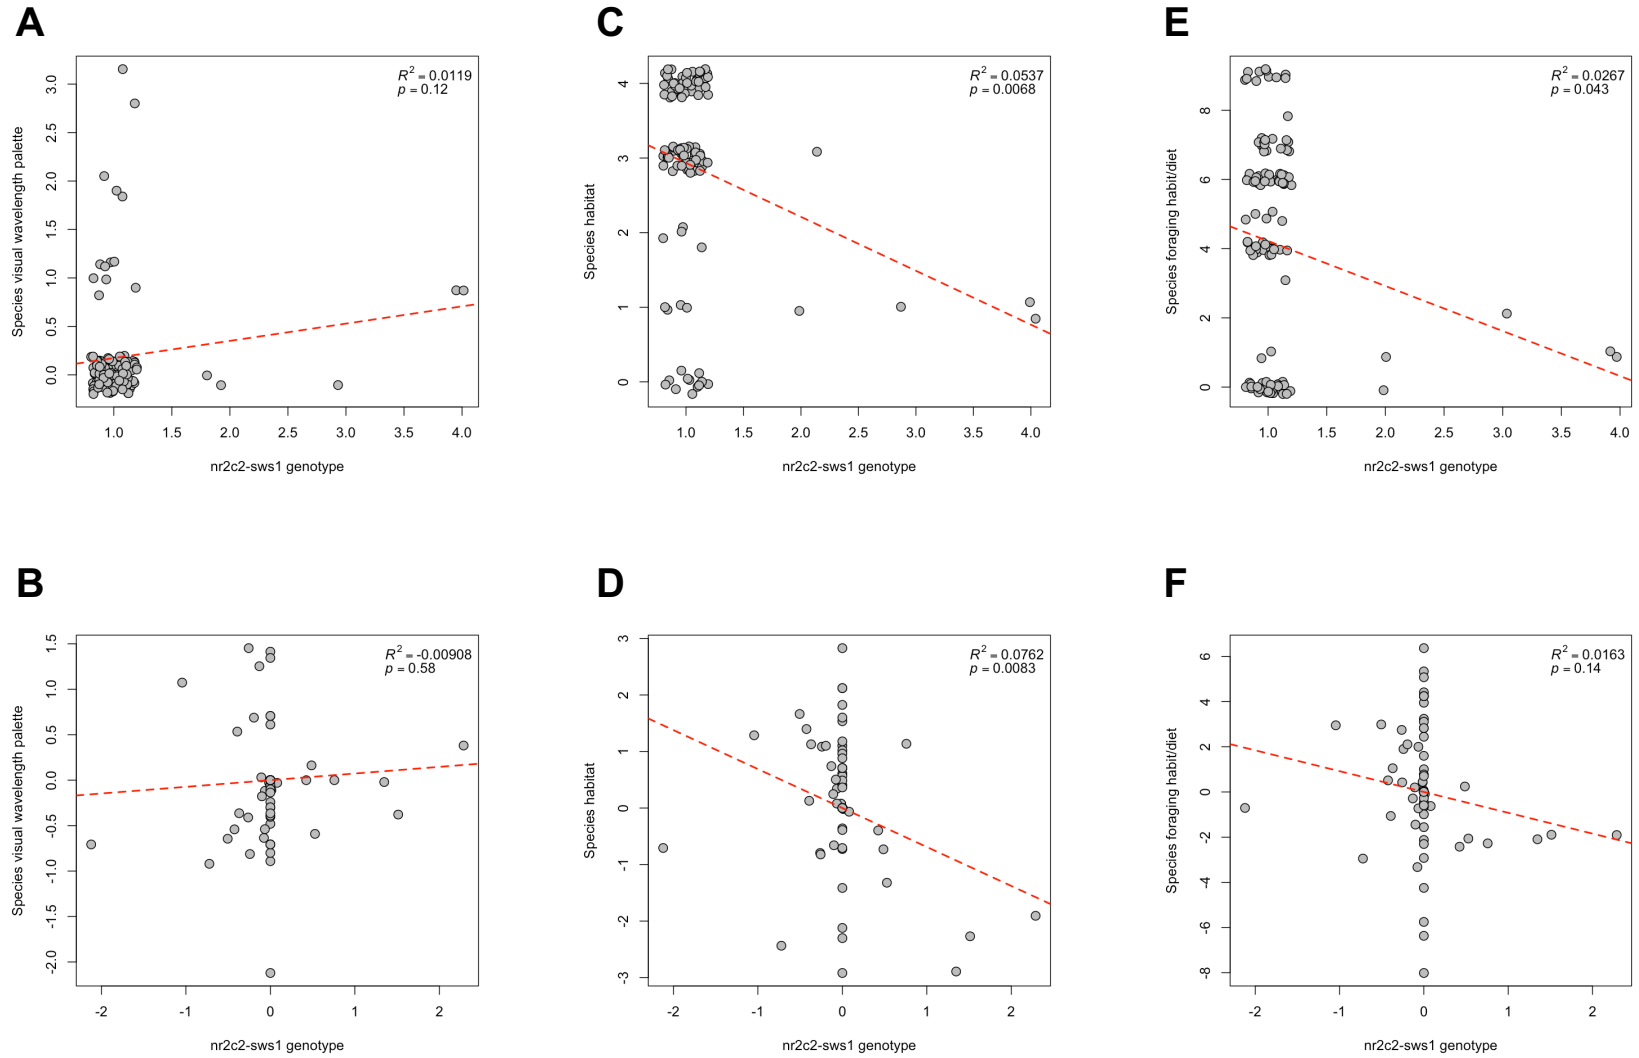 A
R² = 0.0119
p = 0.12
Species visual wavelength palette
0.0 0.5 1.0 1.5 2.0 2.5 3.0
1.0 1.5 2.0 2.5 3.0 3.5 4.0
nr2c2-sws1 genotype
C
R² = 0.0537
p = 0.0068
Species habitat
0 1 2 3 4
1.0 1.5 2.0 2.5 3.0 3.5 4.0
nr2c2-sws1 genotype
E
R² = 0.0267
p = 0.043
Species foraging habit/diet
0 2 4 6 8
1.0 1.5 2.0 2.5 3.0 3.5 4.0
nr2c2-sws1 genotype
B
R² = -0.00908
p = 0.58
Species visual wavelength palette
-2.0 -1.5 -1.0 -0.5 0.0 0.5 1.0 1.5
-2 -1 0 1 2
nr2c2-sws1 genotype
D
R² = 0.0762
p = 0.0083
Species habitat
-3 -2 -1 0 1 2 3
-2 -1 0 1 2
nr2c2-sws1 genotype
F
R² = 0.0163
p = 0.14
Species foraging habit/diet
-8 -6 -4 -2 0 2 4 6
-2 -1 0 1 2
nr2c2-sws1 genotype